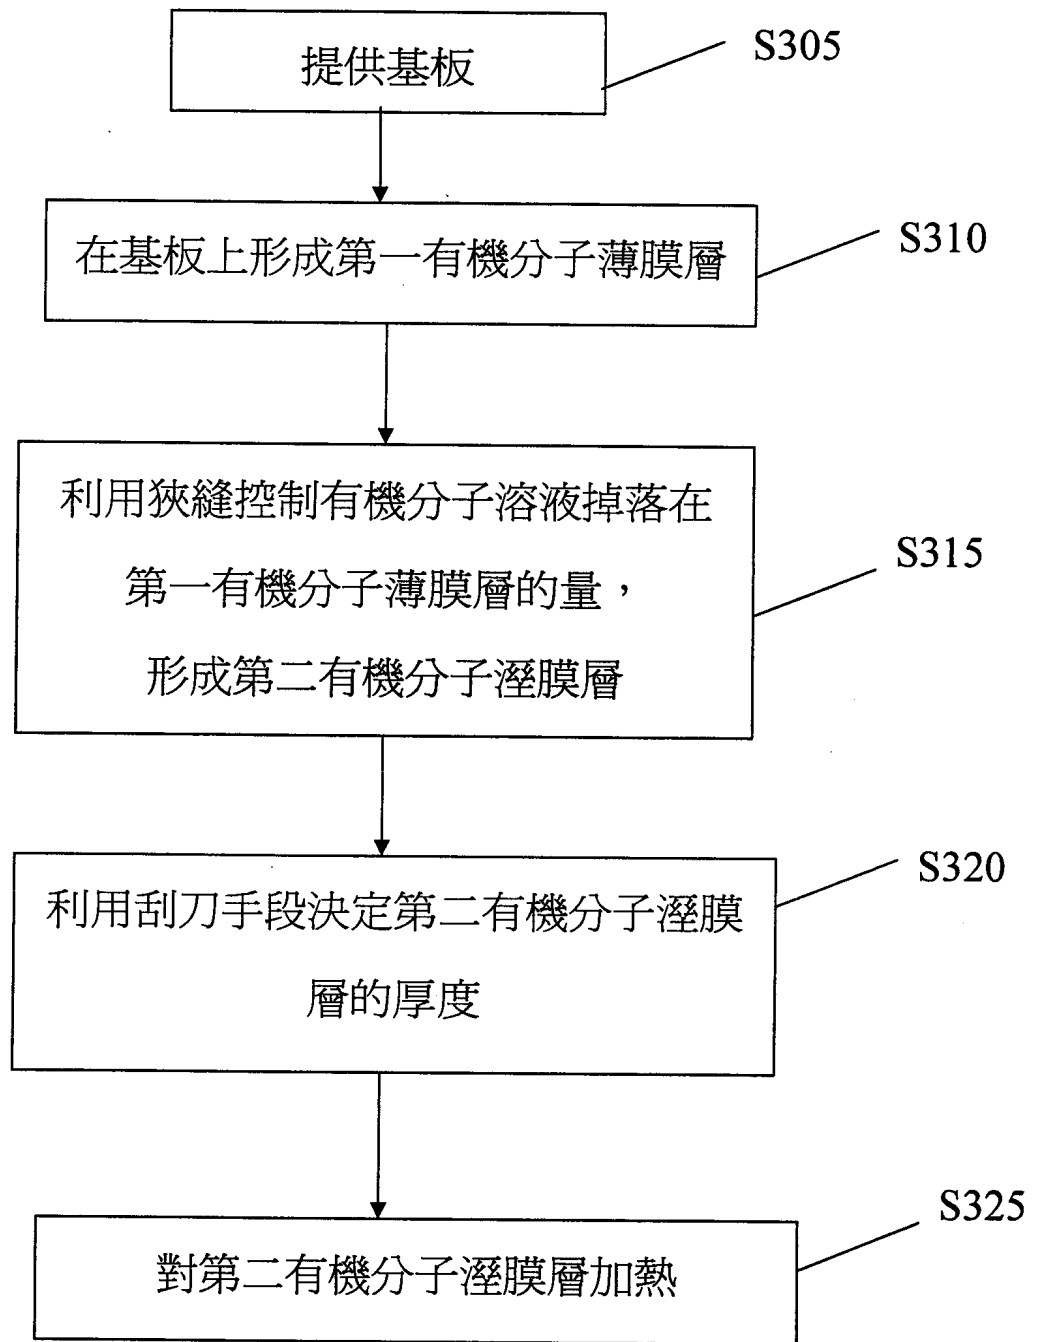 提供基板
S305
在基板上形成第一有機分子薄膜層
S310
利用狹縫控制有機分子溶液掉落在
第一有機分子薄膜層的量，
形成第二有機分子溼膜層
S315
利用刮刀手段決定第二有機分子溼膜
層的厚度
S320
對第二有機分子溼膜層加熱
S325